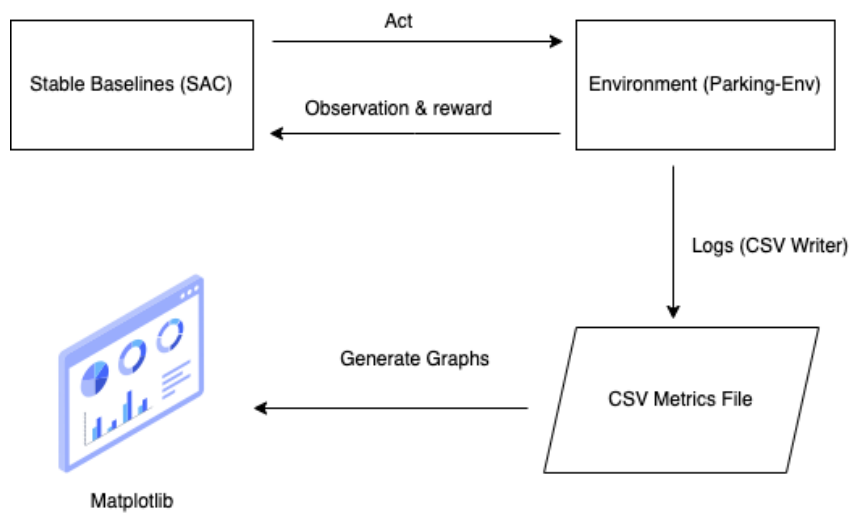 Act
Stable Baselines (SAC)
Environment (Parking-Env)
Observation & reward
Logs (CSV Writer)
Generate Graphs
CSV Metrics File
Matplotlib